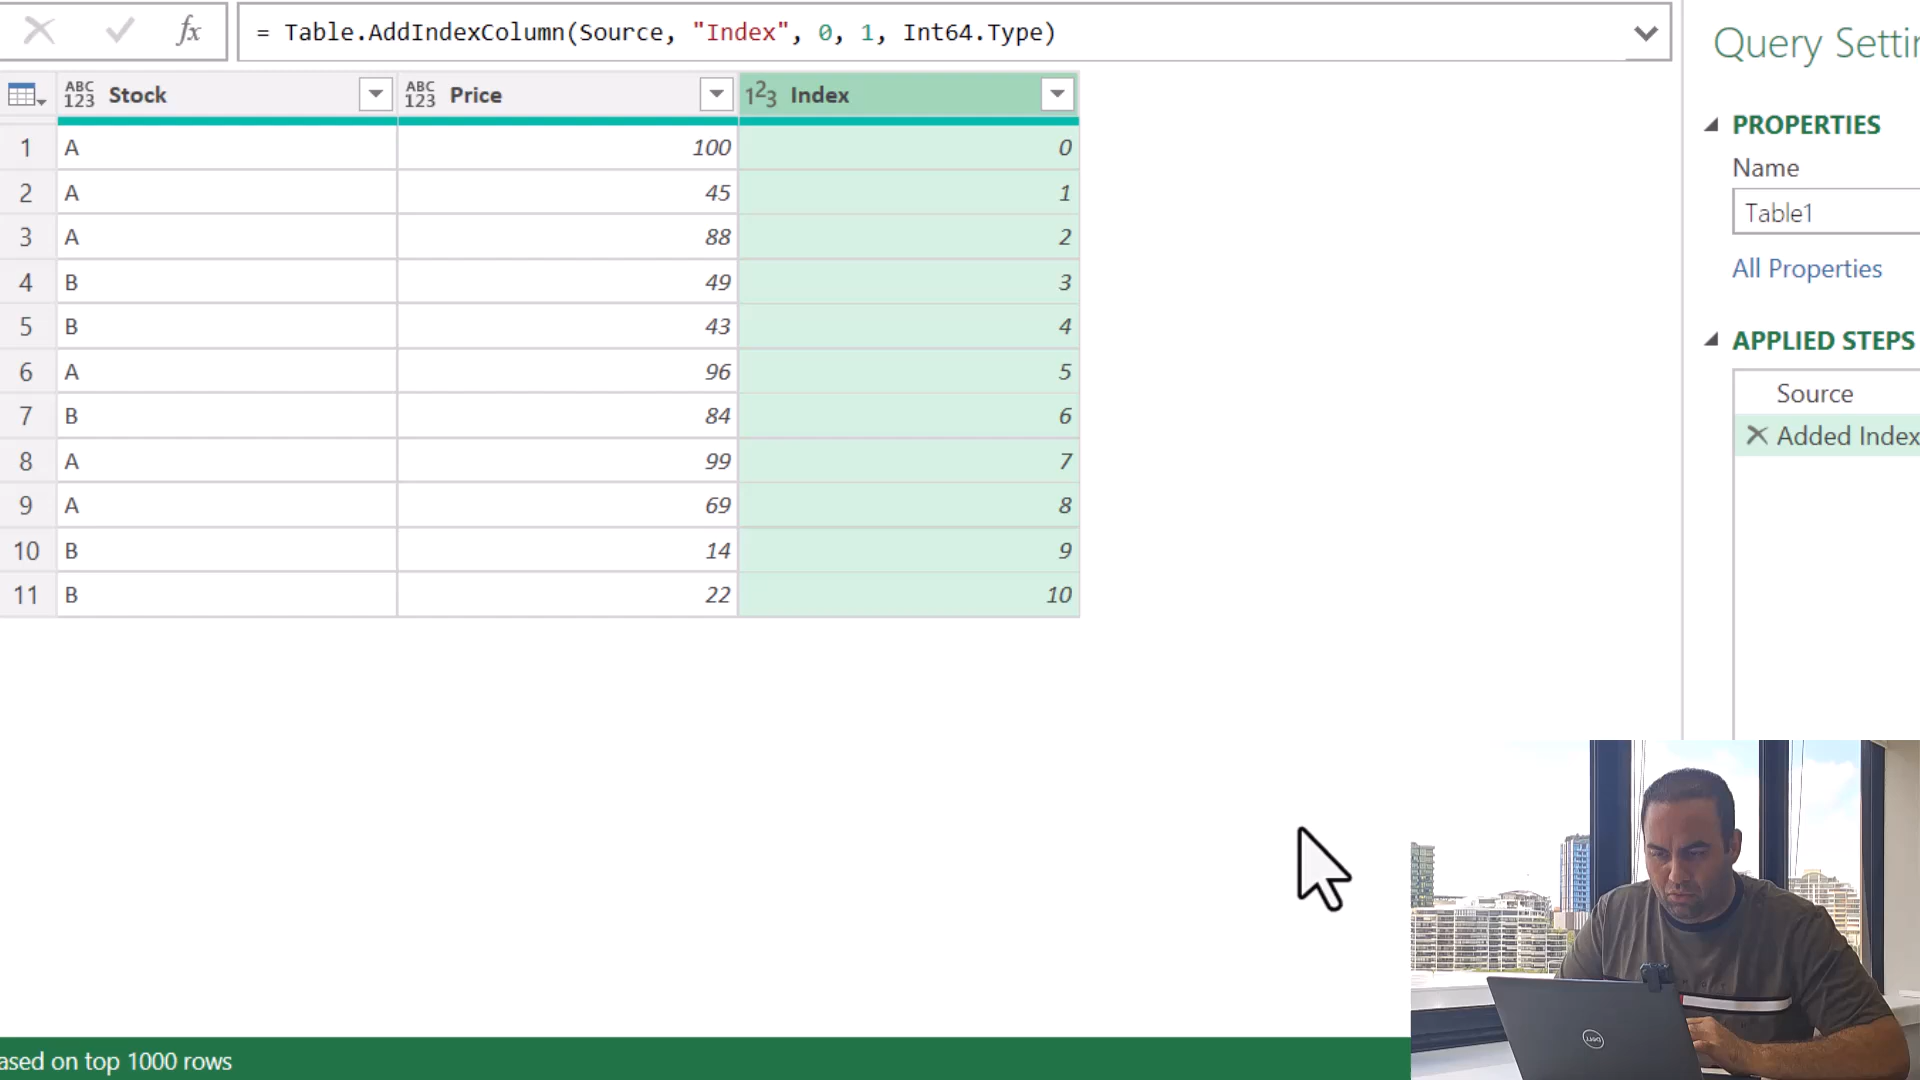 fx = Table.AddIndexColumn(Source, "Index", 0, 1, Int64.Type)
ABC 123 Stock ABC 123 Price 123 Index
1 A 100 0
2 A 45 1
3 A 88 2
4 B 49 3
5 B 43 4
6 A 96 5
7 B 84 6
8 A 99 7
9 A 69 8
10 B 14 9
11 B 22 10
Query Settin
PROPERTIES
Name
Table1
All Properties
APPLIED STEPS
Source
Added Index
ased on top 1000 rows
DELL